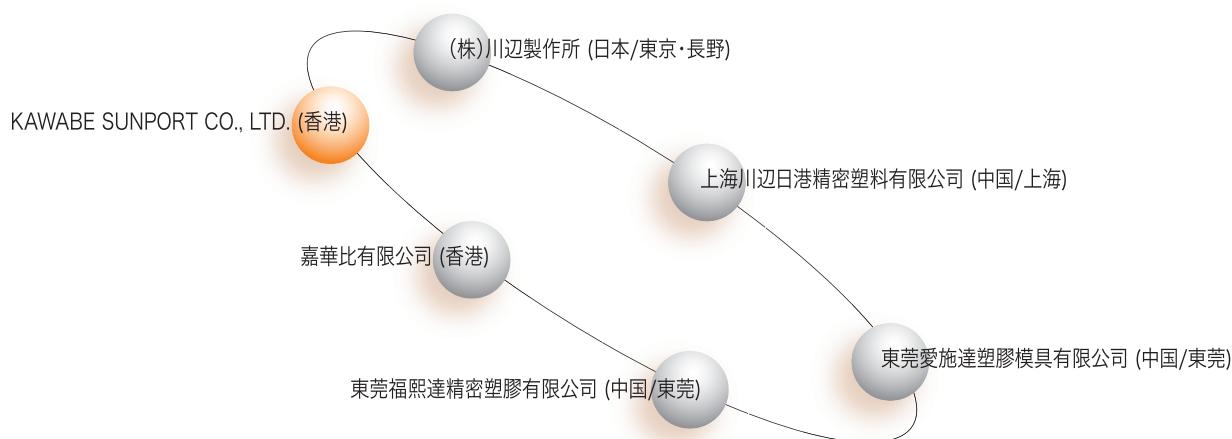 (株)川辺製作所 (日本/東京・長野)
KAWABE SUNPORT CO., LTD. (香港)
上海川辺日港精密塑料有限公司 (中国/上海)
嘉華比有限公司 (香港)
東莞愛施達塑膠模具有限公司 (中国/東莞)
東莞福熙達精密塑膠有限公司 (中国/東莞)